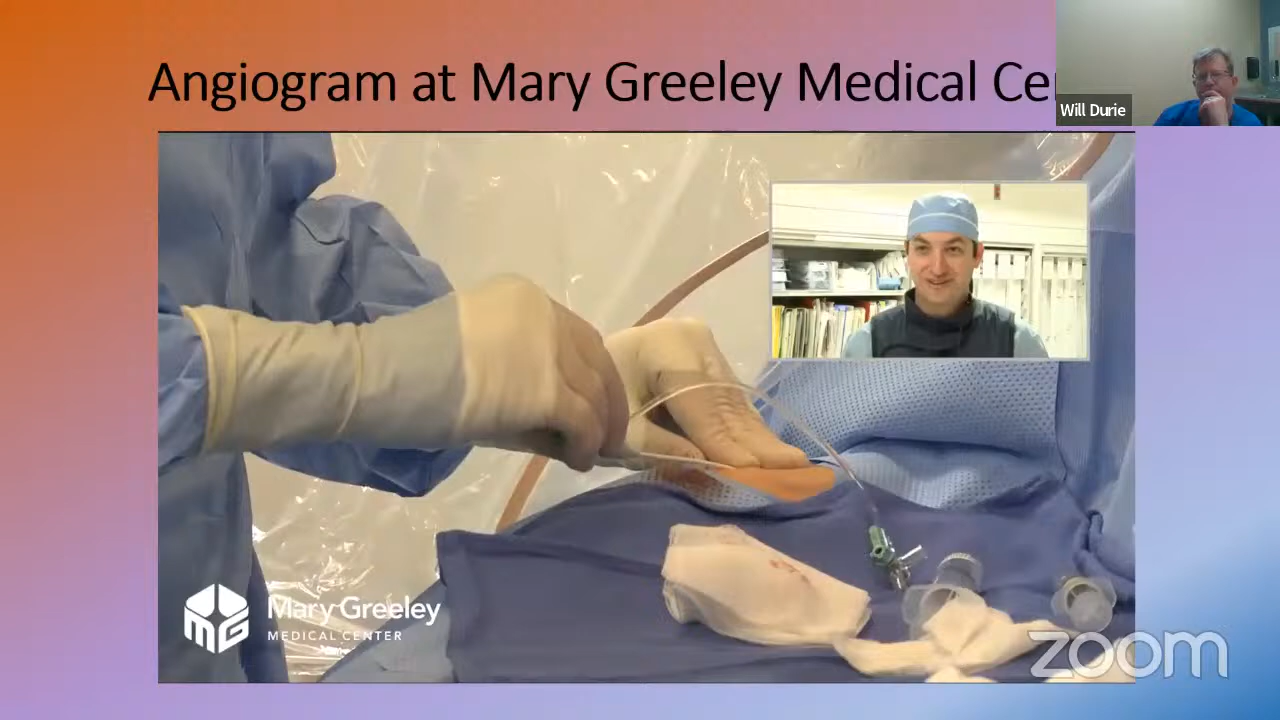 Angiogram at Mary Greeley Medical Ce
Will Durie
MG
Mary Greeley
MEDICAL CENTER
zoom